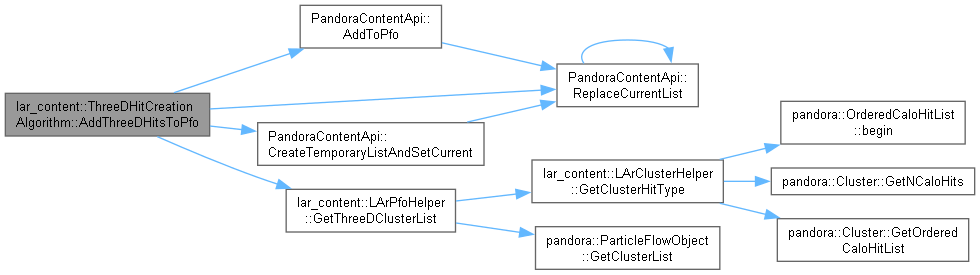 PandoraContentApi::
AddToPfo
PandoraContentApi::
ReplaceCurrentList
lar_content::ThreeDHitCreation
Algorithm::AddThreeDHitsToPfo
PandoraContentApi::
CreateTemporaryListAndSetCurrent
lar_content::LArPfoHelper
::GetThreeDClusterList
lar_content::LArClusterHelper
::GetClusterHitType
pandora::ParticleFlowObject
::GetClusterList
pandora::OrderedCaloHitList
::begin
pandora::Cluster::GetNCaloHits
pandora::Cluster::GetOrdered
CaloHitList